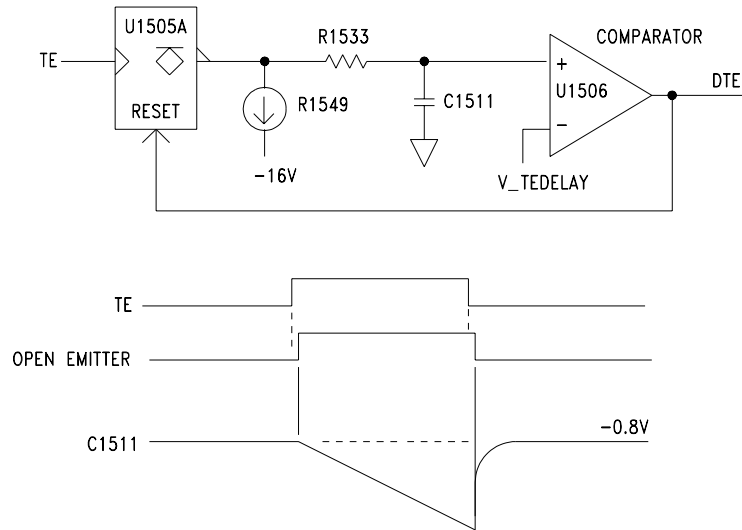 U1505A
TE
RESET
R1533
R1549
-16V
C1511
COMPARATOR
+
U1506
-
V_TEDELAY
DTE
TE
OPEN EMITTER
C1511
-0.8V